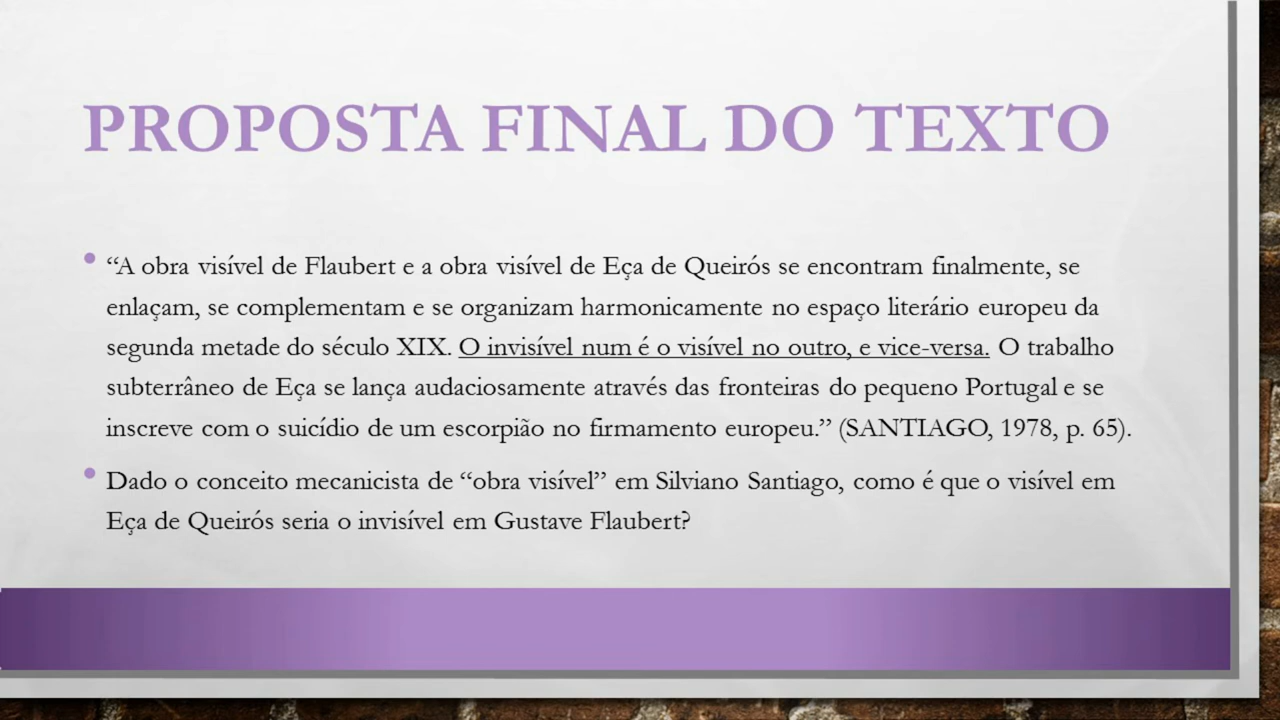 PROPOSTA FINAL DO TEXTO
• “A obra visível de Flaubert e a obra visível de Eça de Queirós se encontram finalmente, se
enlaçam, se complementam e se organizam harmonicamente no espaço literário europeu da
segunda metade do século XIX. O invisível num é o visível no outro, e vice-versa. O trabalho
subterrâneo de Eça se lança audaciosamente através das fronteiras do pequeno Portugal e se
inscreve com o suicídio de um escorpião no firmamento europeu.” (SANTIAGO, 1978, p. 65).
• Dado o conceito mecanicista de “obra visível” em Silviano Santiago, como é que o visível em
Eça de Queirós seria o invisível em Gustave Flaubert?